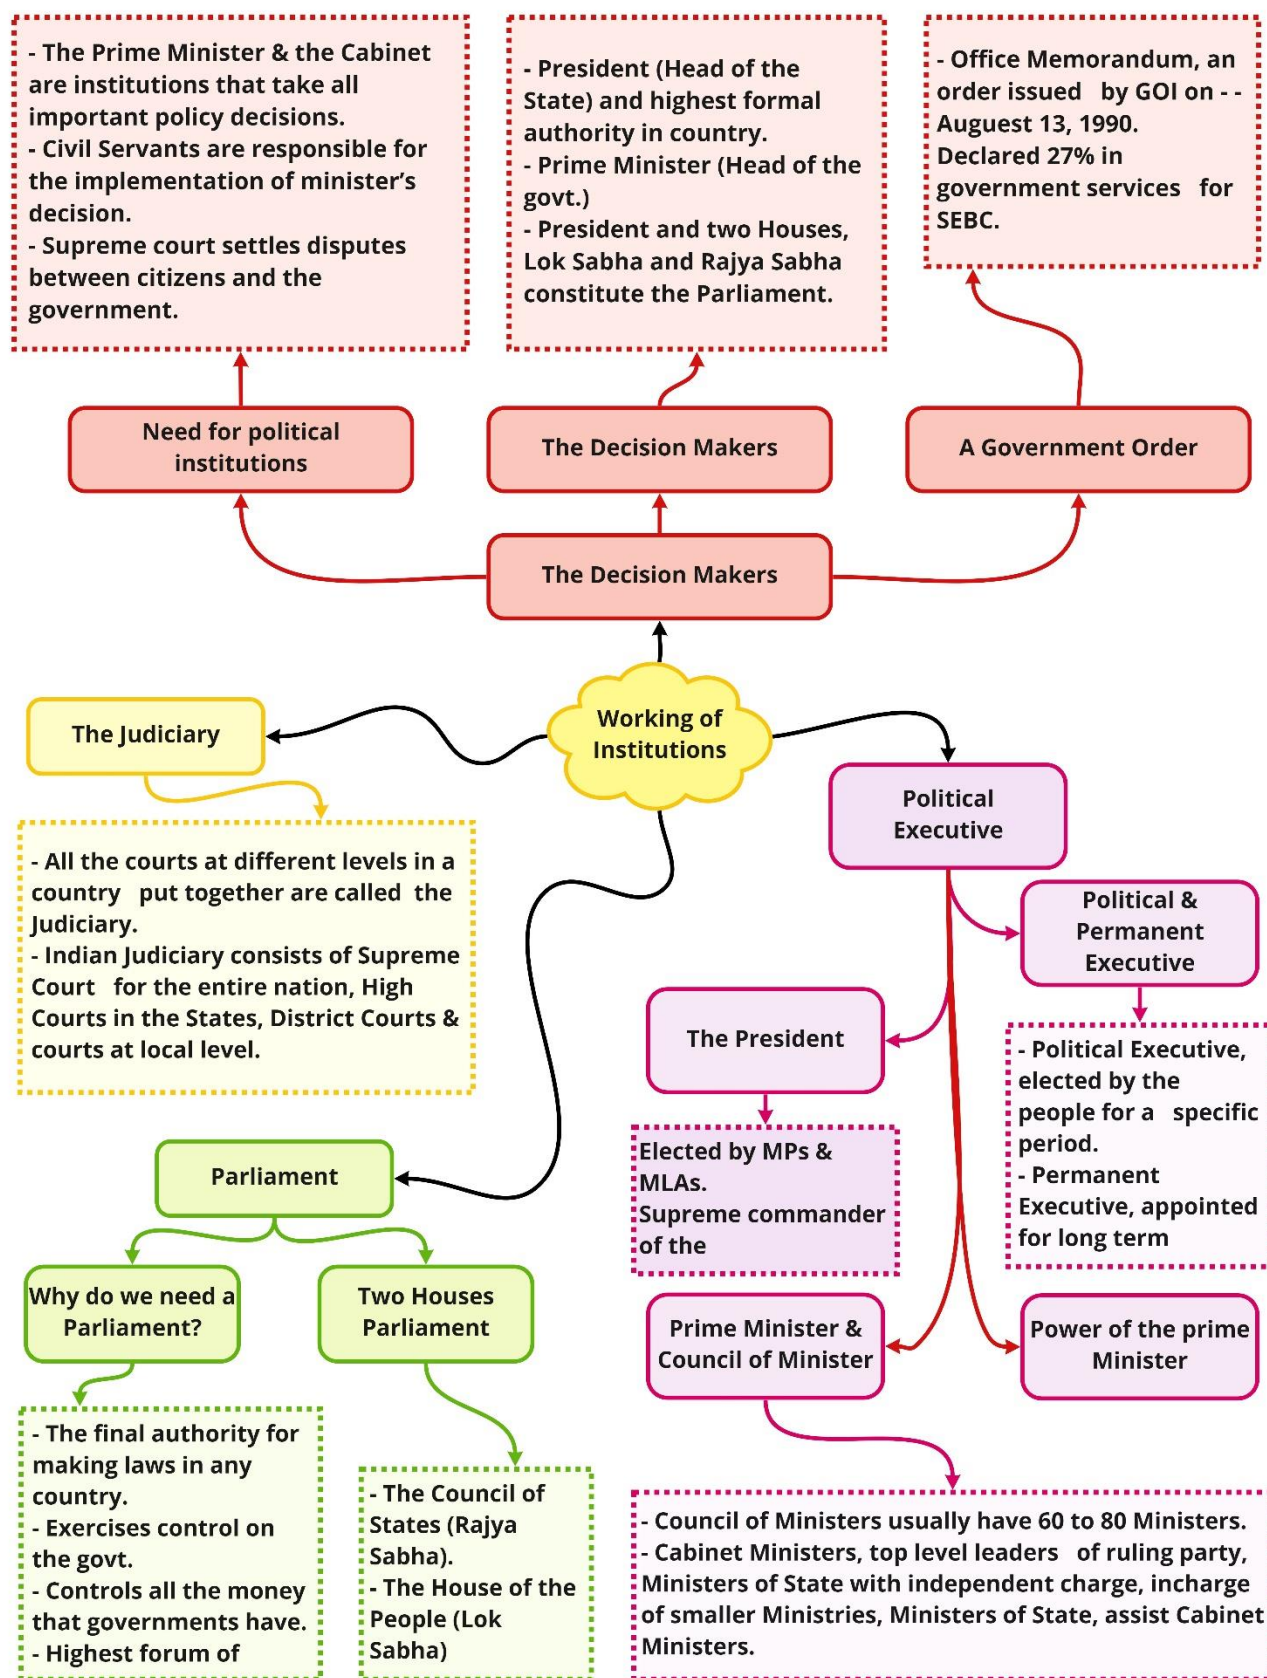 - The Prime Minister & the Cabinet
are institutions that take all
important policy decisions.
- Civil Servants are responsible for
the implementation of minister's
decision.
- Supreme court settles disputes
between citizens and the
government.
- President (Head of the
State) and highest formal
authority in country.
- Prime Minister (Head of the
govt.)
- President and two Houses,
Lok Sabha and Rajya Sabha
constitute the Parliament.
- Office Memorandum, an
order issued by GOI on - -
Auguest 13, 1990.
Declared 27% in
government services for
SEBC.
Need for political
institutions
The Decision Makers
A Government Order
The Decision Makers
Working of
Institutions
The Judiciary
- All the courts at different levels in a
country put together are called the
Judiciary.
- Indian Judiciary consists of Supreme
Court for the entire nation, High
Courts in the States, District Courts &
courts at local level.
Political
Executive
Political &
Permanent
Executive
- Political Executive,
elected by the
people for a specific
period.
- Permanent
Executive, appointed
for long term
The President
Elected by MPs &
MLAs.
Supreme commander
of the
Prime Minister &
Council of Minister
Power of the prime
Minister
- Council of Ministers usually have 60 to 80 Ministers.
- Cabinet Ministers, top level leaders of ruling party,
Ministers of State with independent charge, incharge
of smaller Ministries, Ministers of State, assist Cabinet
Ministers.
Parliament
Why do we need a
Parliament?
Two Houses
Parliament
- The final authority for
making laws in any
country.
- Exercises control on
the govt.
- Controls all the money
that governments have.
- Highest forum of
- The Council of
States (Rajya
Sabha).
- The House of the
People (Lok
Sabha)